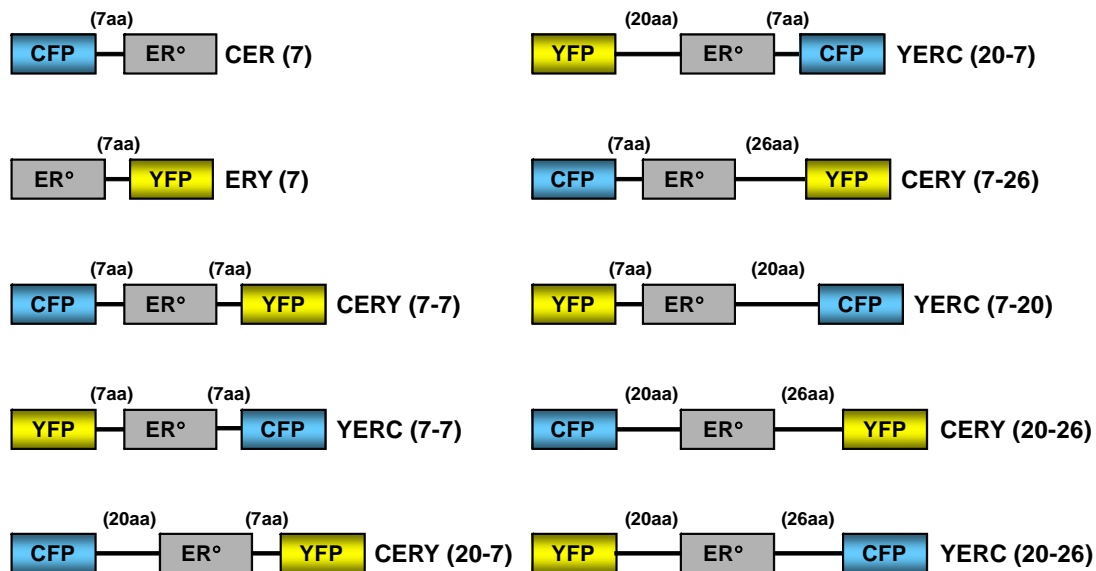 (7aa)
CFP ER° CER (7)
(7aa)
ER° YFP ERY (7)
(7aa) (7aa)
CFP ER° YFP CERY (7-7)
(7aa) (7aa)
YFP ER° CFP YERC (7-7)
(20aa) (7aa)
CFP ER° YFP CERY (20-7)
(20aa) (7aa)
YFP ER° CFP YERC (20-7)
(7aa) (26aa)
CFP ER° YFP CERY (7-26)
(7aa) (20aa)
YFP ER° CFP YERC (7-20)
(20aa) (26aa)
CFP ER° YFP CERY (20-26)
(20aa) (26aa)
YFP ER° CFP YERC (20-26)